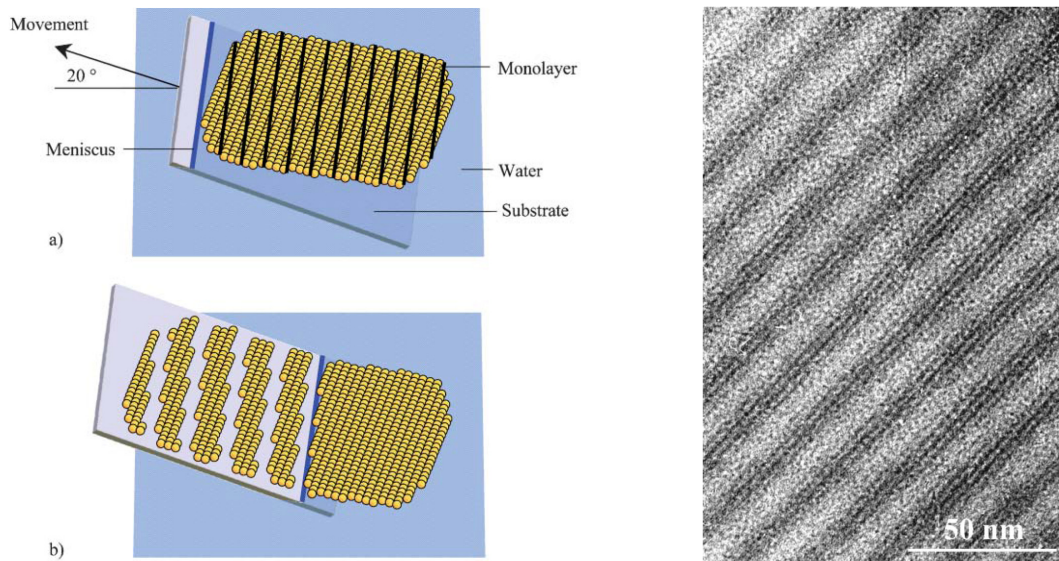 Movement
20 °
Monolayer
Meniscus
Water
Substrate
a)
b)
50 nm